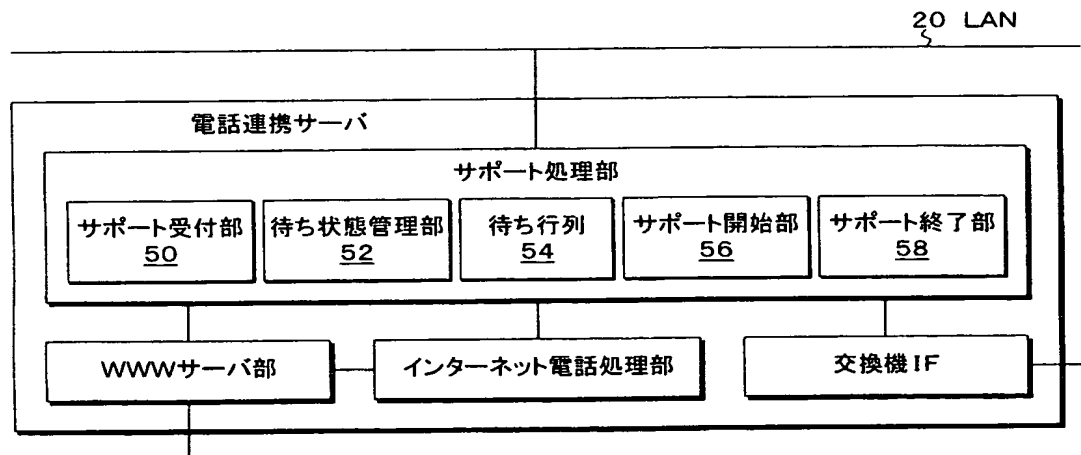 20 LAN
電話連携サーバ
サポート処理部
サポート受付部
50
待ち状態管理部
52
待ち行列
54
サポート開始部
56
サポート終了部
58
WWWサーバ部
インターネット電話処理部
交換機IF